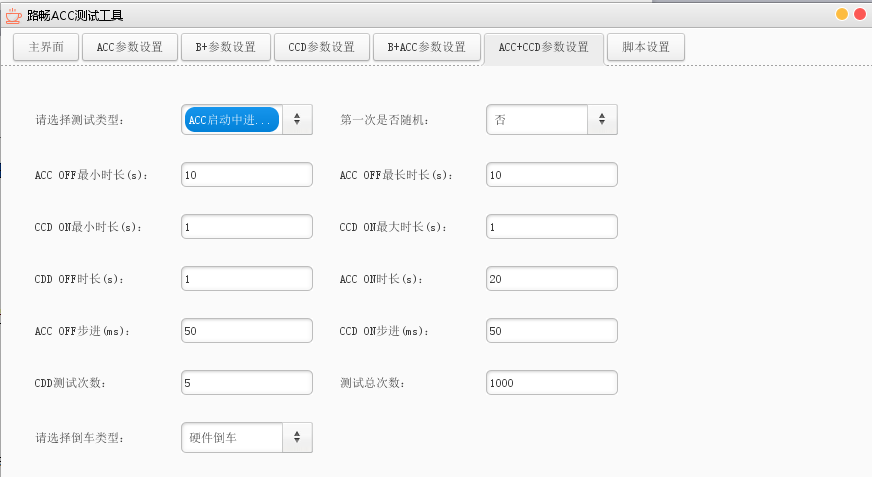 路畅ACC测试工具
主界面 ACC参数设置 B+参数设置 CCD参数设置 B+ACC参数设置 ACC+CCD参数设置 脚本设置
请选择测试类型: ACC启动中进... 第一次是否随机: 否
ACC OFF最小时长(s): 10 ACC OFF最长时长(s): 10
CCD ON最小时长(s): 1 CCD ON最大时长(s): 1
CDD OFF时长(s): 1 ACC ON时长(s): 20
ACC OFF步进(ms): 50 CCD ON步进(ms): 50
CDD测试次数: 5 测试总次数: 1000
请选择倒车类型: 硬件倒车